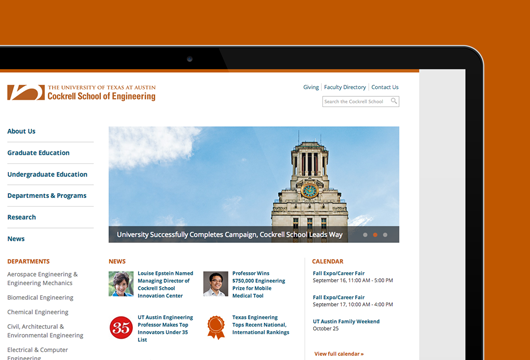 THE UNIVERSITY OF TEXAS AT AUSTIN
Cockrell School of Engineering
Giving | Faculty Directory | Contact Us
Search the Cockrell School
About Us
Graduate Education
Undergraduate Education
Departments & Programs
Research
News
University Successfully Completes Campaign, Cockrell School Leads Way
DEPARTMENTS
Aerospace Engineering &
Engineering Mechanics
Biomedical Engineering
Chemical Engineering
Civil, Architectural &
Environmental Engineering
Electrical & Computer
Engineering
NEWS
Louise Epstein Named
Managing Director of
Cockrell School
Innovation Center
Professor Wins
$750,000 Engineering
Prize for Mobile
Medical Tool
35
UT Austin Engineering
Professor Makes Top
Innovators Under 35
List
Texas Engineering
Tops Recent National,
International Rankings
CALENDAR
Fall Expo/Career Fair
September 16, 11:00 AM - 5:00 PM
Fall Expo/Career Fair
September 17, 10:00 AM - 4:00 PM
UT Austin Family Weekend
October 25
View full calendar »